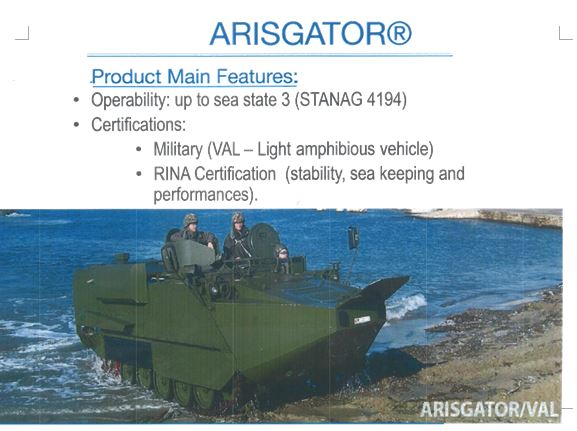 ARISGATOR®
Product Main Features:
• Operability: up to sea state 3 (STANAG 4194)
• Certifications:
• Military (VAL – Light amphibious vehicle)
• RINA Certification (stability, sea keeping and
performances).
ARISGATOR/VAL